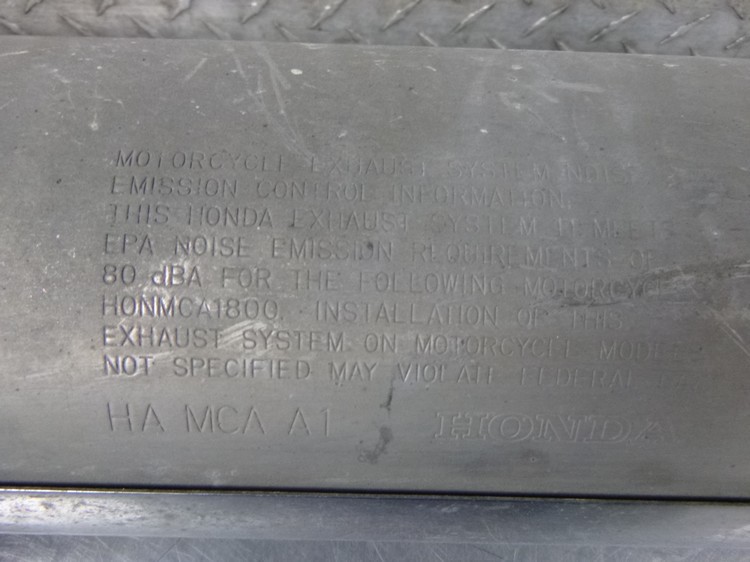 MOTORCYCLE EXHAUST SYSTEM NOISE
EMISSION CONTROL INFORMATION
THIS HONDA EXHAUST SYSTEM MEETS
EPA NOISE EMISSION REQUIREMENTS OF
80 dBA FOR THE FOLLOWING MOTORCYCLE
HONMCA1800. INSTALLATION OF THIS
EXHAUST SYSTEM ON MOTORCYCLE MODELS
NOT SPECIFIED MAY VIOLATE FEDERAL
HA MCA A1
HONDA